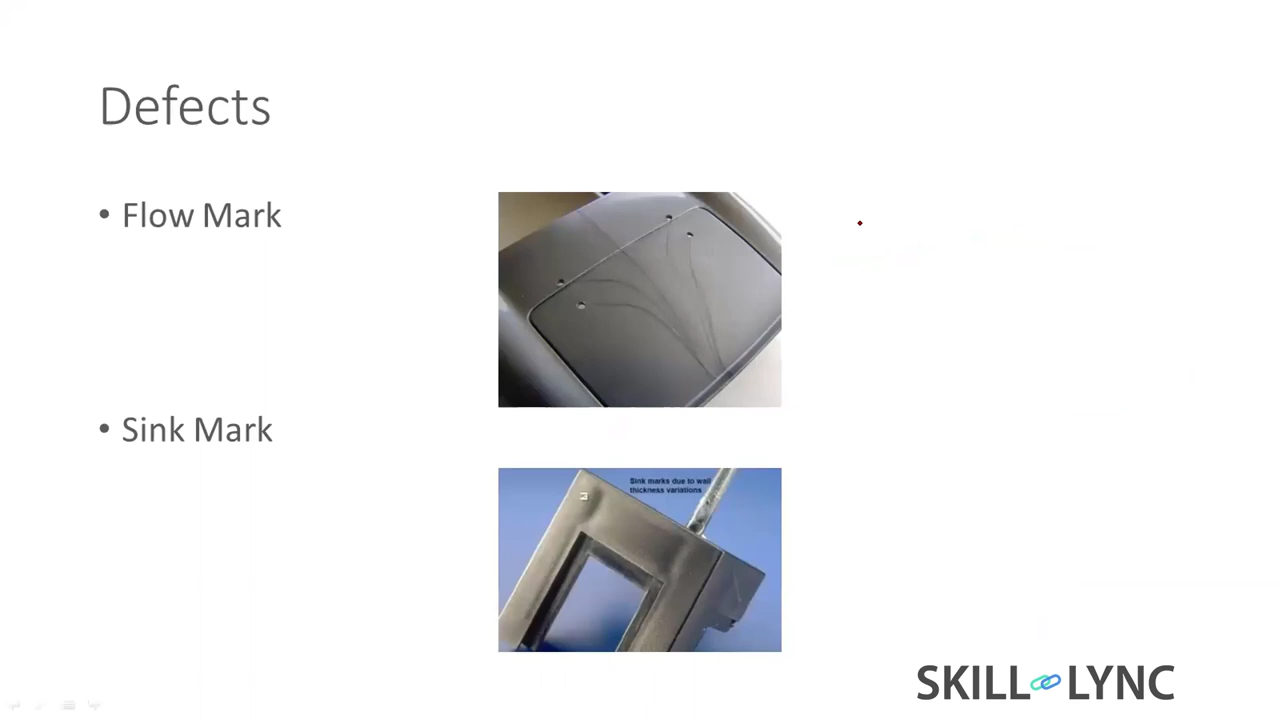 Defects
• Flow Mark
• Sink Mark
Sink marks due to wall
thickness variations
SKILL LYNC